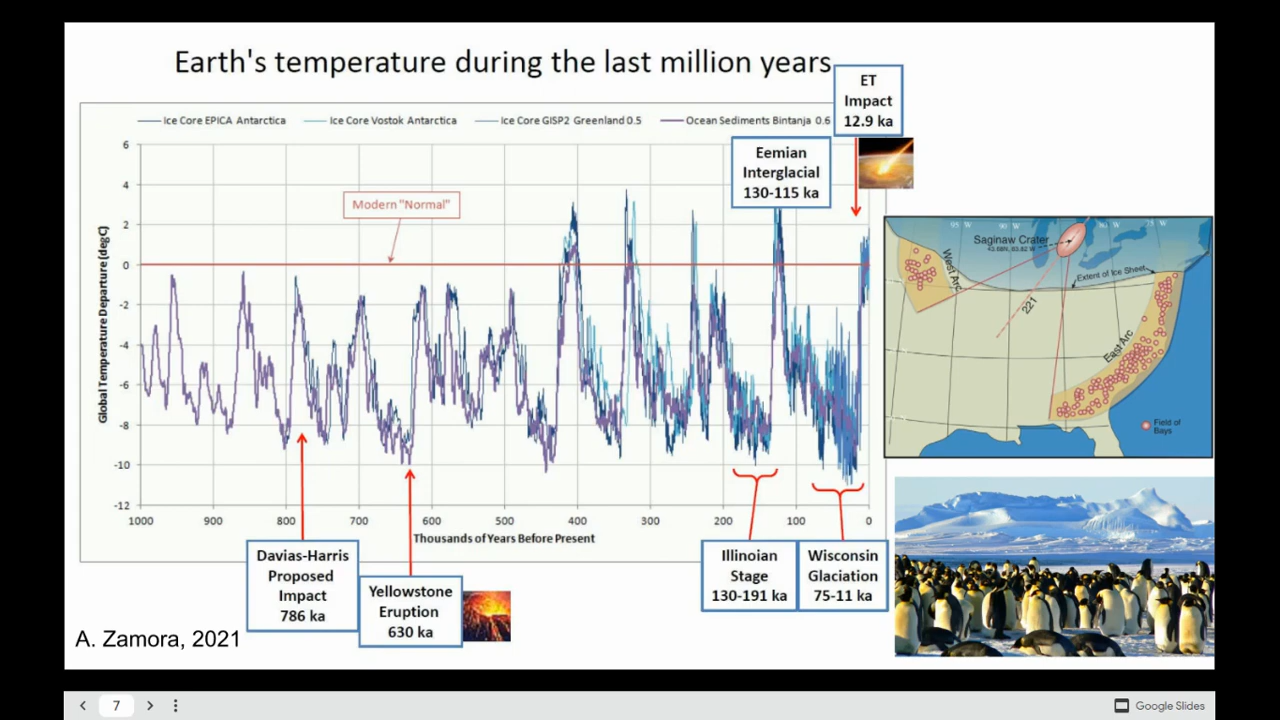 Earth's temperature during the last million years
ET
Impact
12.9 ka
Ice Core EPICA Antarctica
Ice Core Vostok Antarctica
Ice Core GISP2 Greenland 0.5
Ocean Sediments Bintanja 0.6
Eemian
Interglacial
130-115 ka
Modern "Normal"
Global Temperature Departure (degC)
6
4
2
0
-2
-4
-6
-8
-10
-12
1000
900
800
700
600
500
400
300
200
100
0
Thousands of Years Before Present
Davias-Harris
Proposed
Impact
786 ka
Yellowstone
Eruption
630 ka
Illinoian
Stage
130-191 ka
Wisconsin
Glaciation
75-11 ka
95 W
90 W
75 W
Saginaw Crater
West Arc
Extent of Ice Sheet
221
East Arc
Field of
Bays
A. Zamora, 2021
7
Google Slides